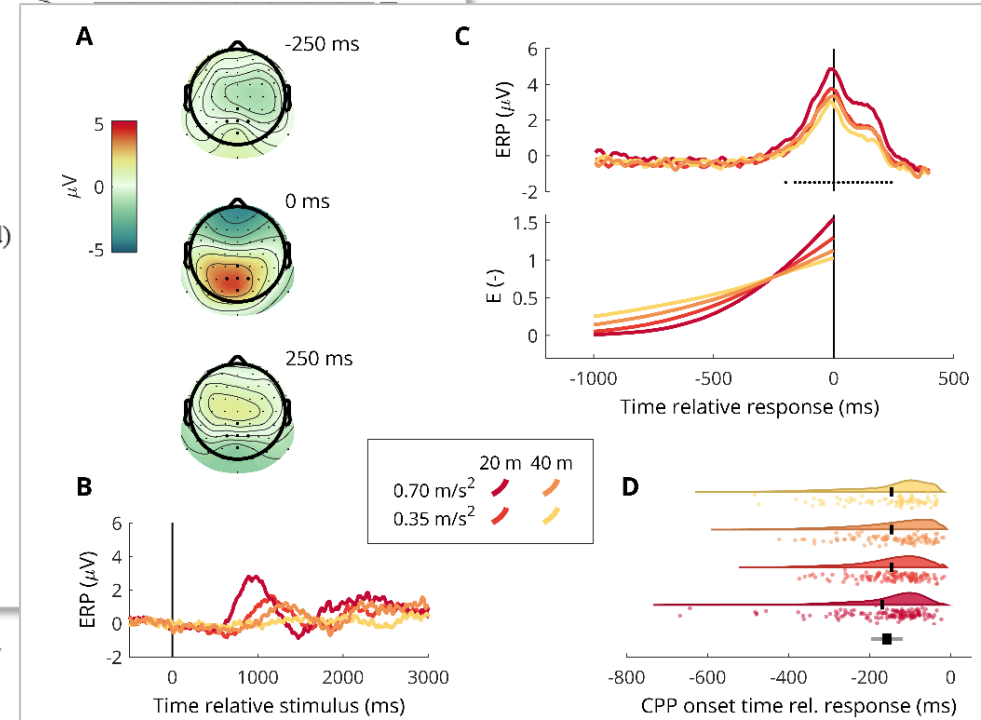 A
-250 ms
5
0
-5
μV
0 ms
250 ms
C
6
4
2
0
-2
ERP (μV)
1.5
1
0.5
0
E (-)
-1000 -500 0 500
Time relative response (ms)
20 m 40 m
0.70 m/s²
0.35 m/s²
B
6
4
2
0
-2
ERP (μV)
0 1000 2000 3000
Time relative stimulus (ms)
D
-800 -600 -400 -200 0
CPP onset time rel. response (ms)